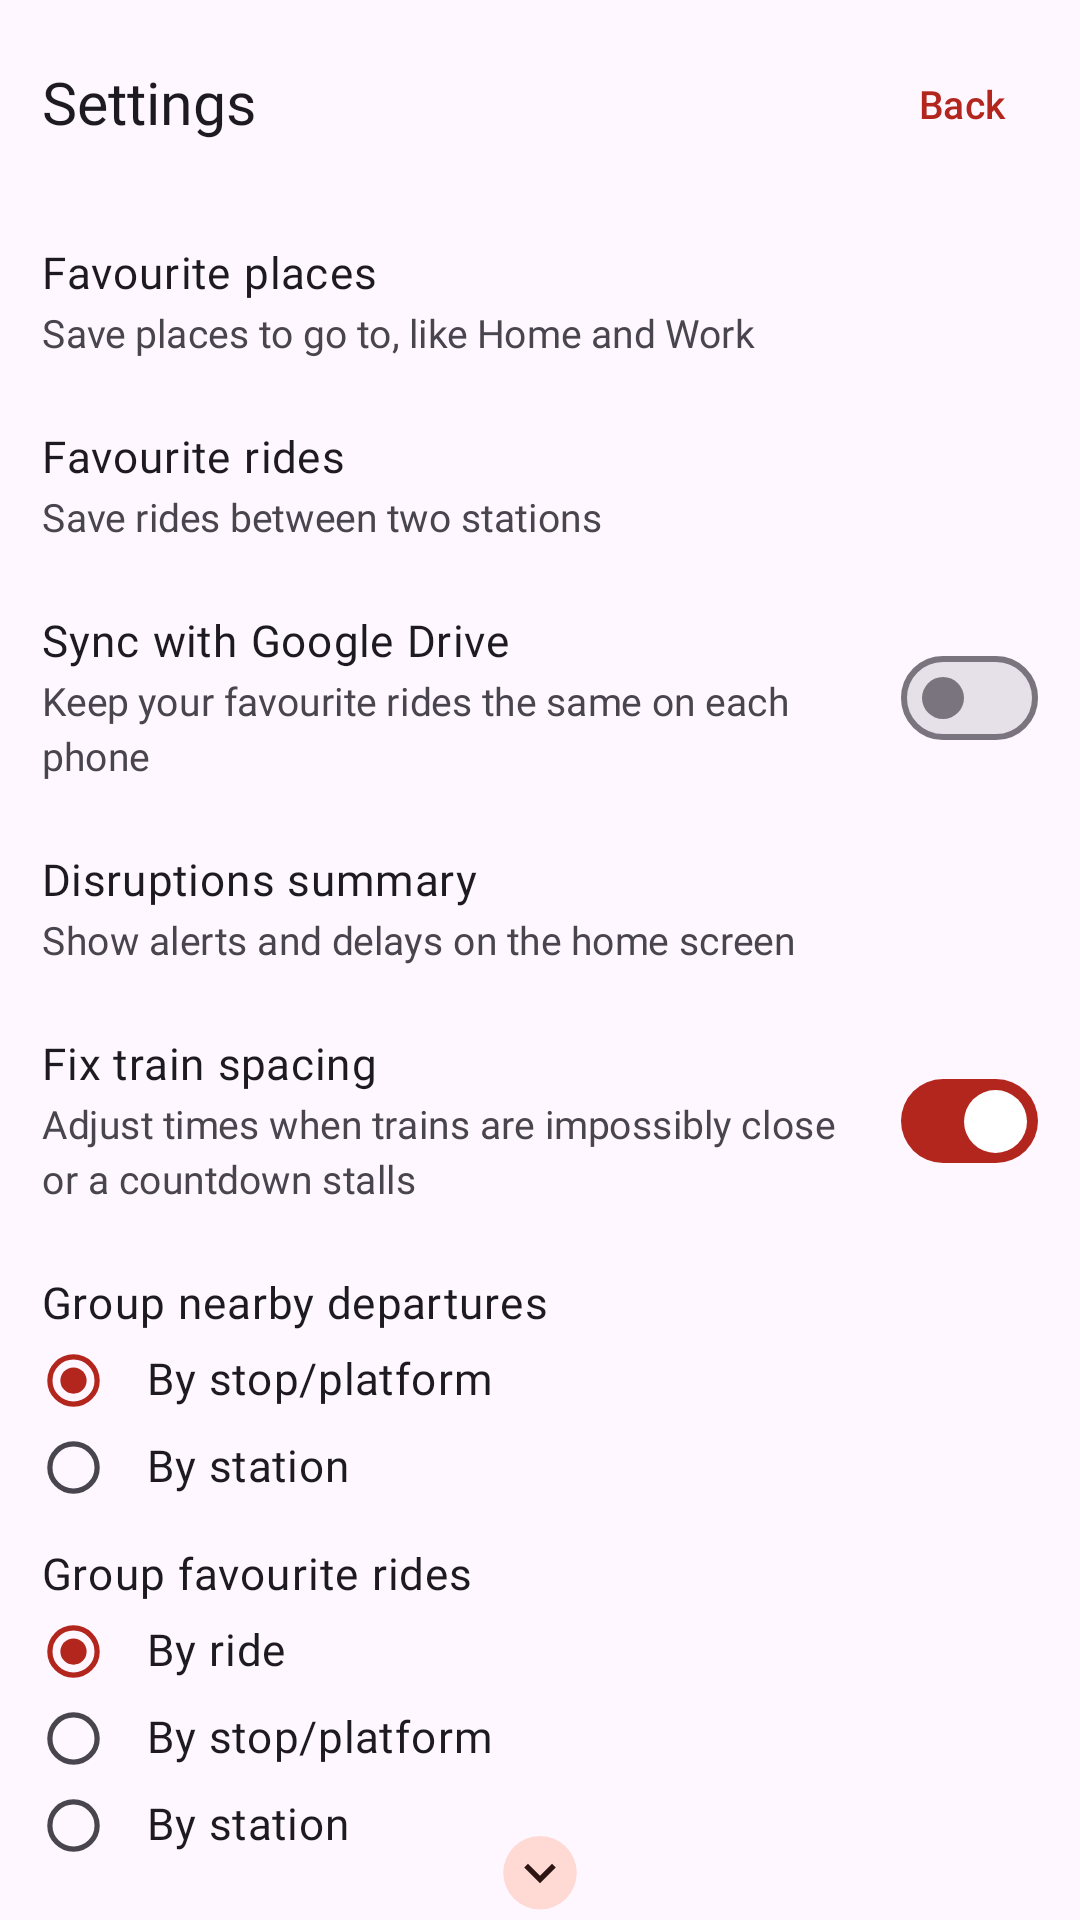 Settings
Back
Favourite places
Save places to go to, like Home and Work
Favourite rides
Save rides between two stations
Sync with Google Drive
Keep your favourite rides the same on each
phone
Disruptions summary
Show alerts and delays on the home screen
Fix train spacing
Adjust times when trains are impossibly close
or a countdown stalls
Group nearby departures
By stop/platform
By station
Group favourite rides
By ride
By stop/platform
By station